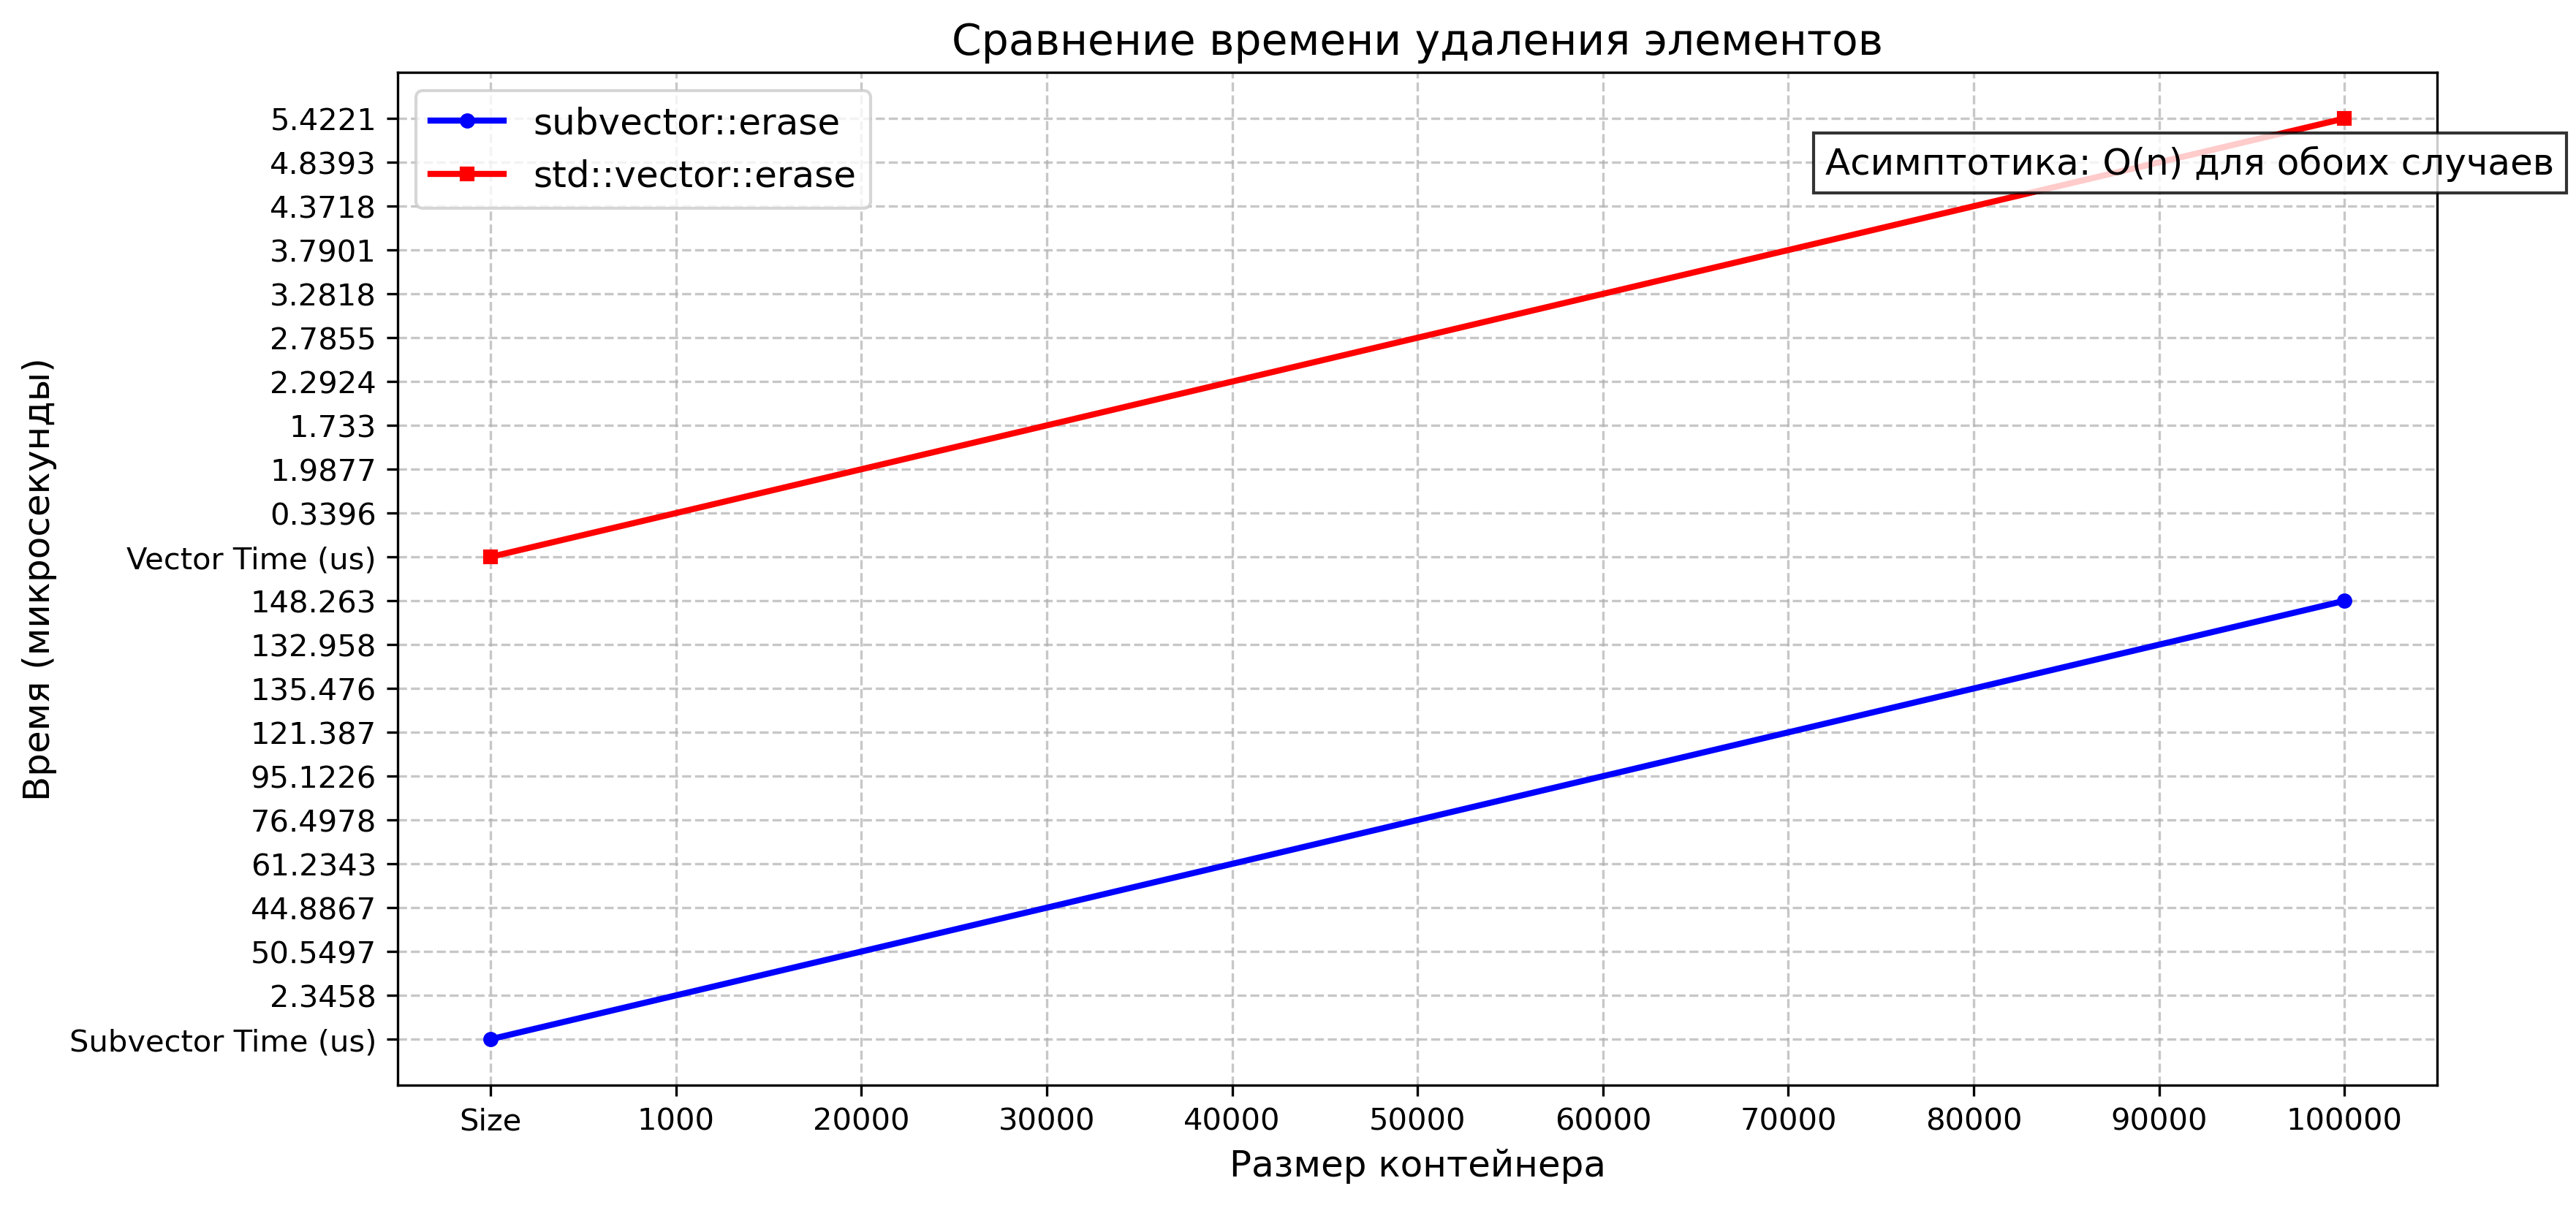 Сравнение времени удаления элементов
subvector::erase
std::vector::erase
Асимптотика: O(n) для обоих случаев
Время (микросекунды)
5.4221
4.8393
4.3718
3.7901
3.2818
2.7855
2.2924
1.733
1.9877
0.3396
Vector Time (us)
148.263
132.958
135.476
121.387
95.1226
76.4978
61.2343
44.8867
50.5497
2.3458
Subvector Time (us)
Size 1000 20000 30000 40000 50000 60000 70000 80000 90000 100000
Размер контейнера